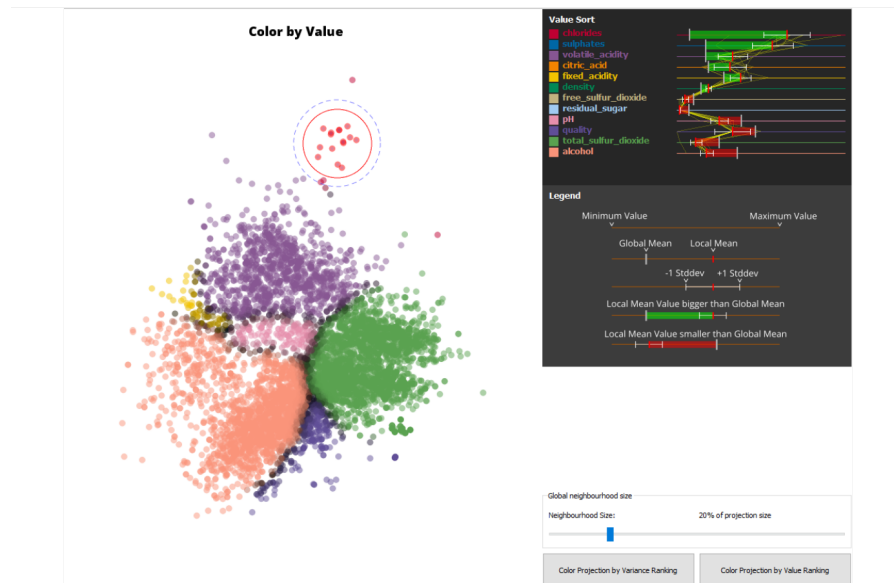 Color by Value
Value Sort
chlorides
sulphates
volatile_acidity
citric_acid
fixed_acidity
density
free_sulfur_dioxide
residual_sugar
pH
quality
total_sulfur_dioxide
alcohol
Legend
Minimum Value Maximum Value
Global Mean Local Mean
-1 Stddev +1 Stddev
Local Mean Value bigger than Global Mean
Local Mean Value smaller than Global Mean
Global neighbourhood size
Neighbourhood Size: 20% of projection size
Color Projection by Variance Ranking Color Projection by Value Ranking